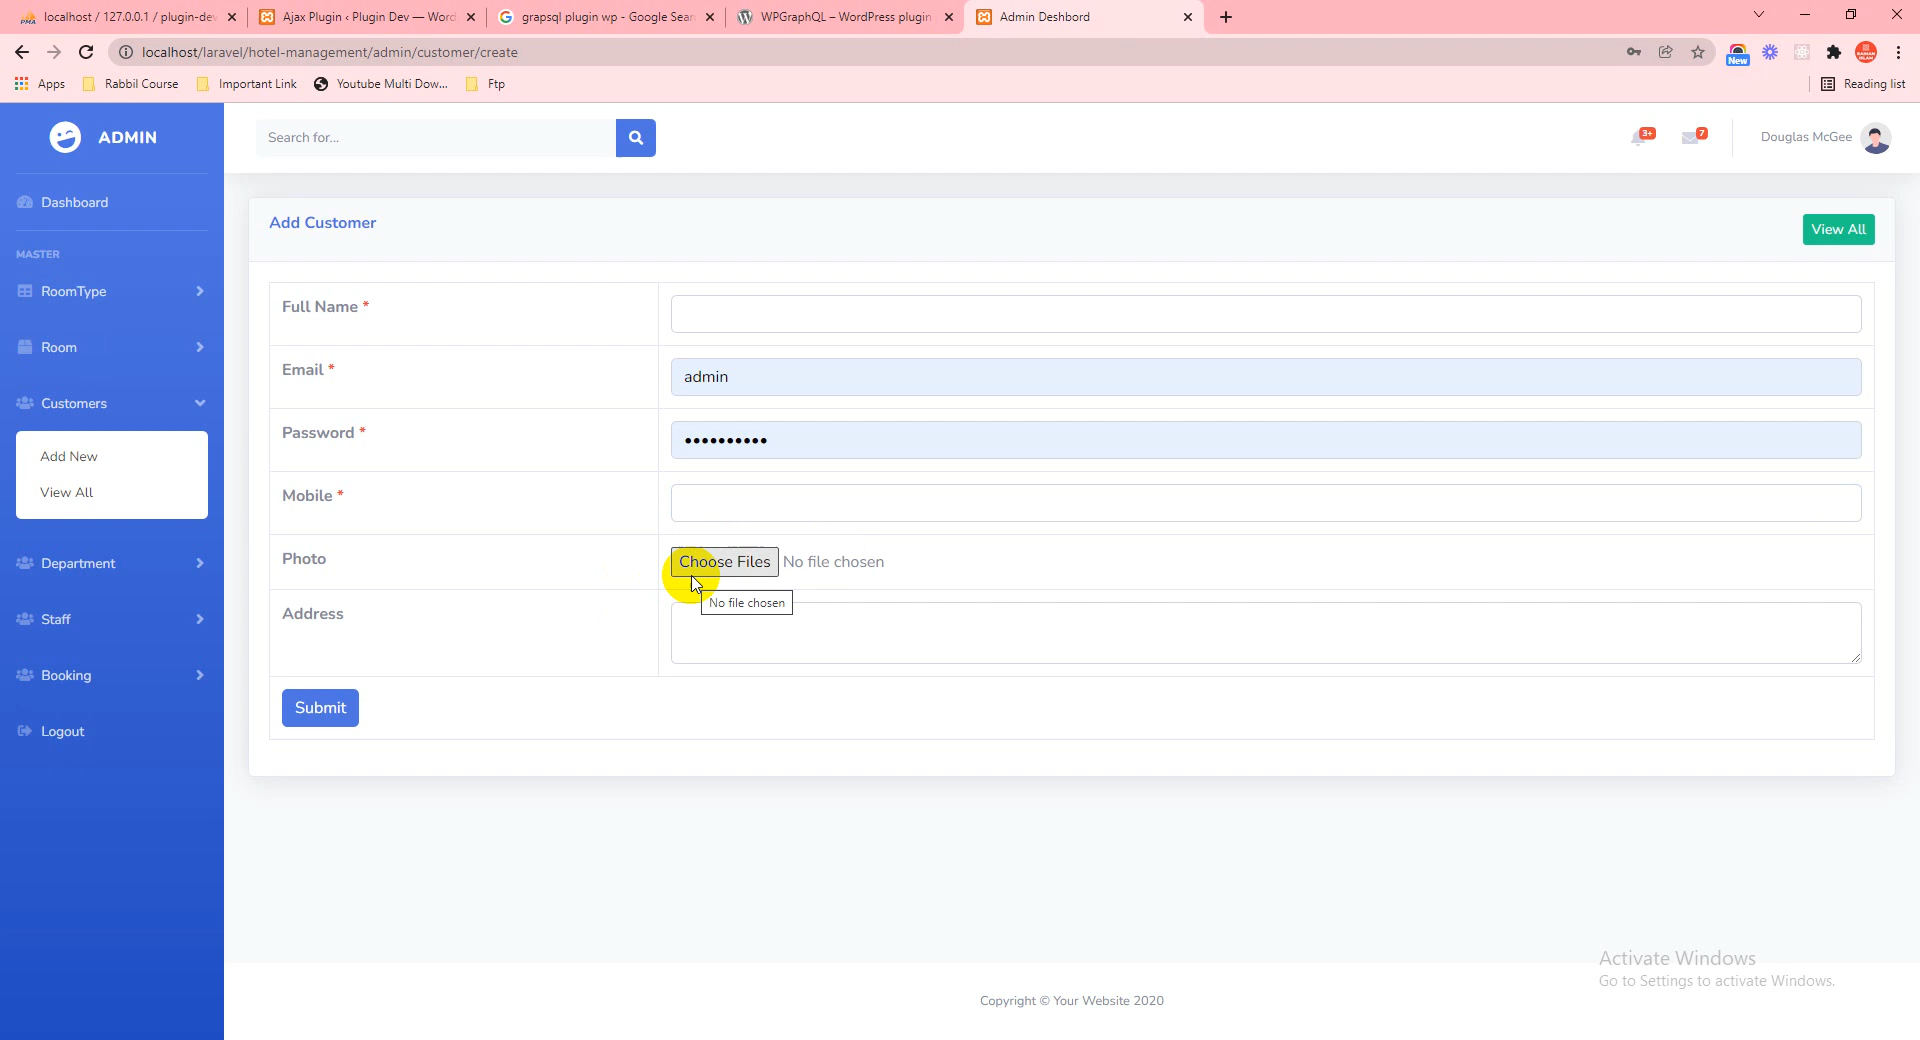 localhost / 127.0.0.1 / plugin-dev
Ajax Plugin ‹ Plugin Dev — Word
grapsql plugin wp - Google Sear
WPGraphQL – WordPress plugin
Admin Deshbord
localhost/laravel/hotel-management/admin/customer/create
New
Apps
Rabbil Course
Important Link
Youtube Multi Dow...
Ftp
Reading list
ADMIN
Search for...
3+
7
Douglas McGee
Dashboard
MASTER
RoomType
Room
Customers
Add New
View All
Department
Staff
Booking
Logout
Add Customer
View All
Full Name *
Email *
admin
Password *
••••••••••
Mobile *
Photo
Choose Files No file chosen
No file chosen
Address
Submit
Activate Windows
Go to Settings to activate Windows.
Copyright © Your Website 2020